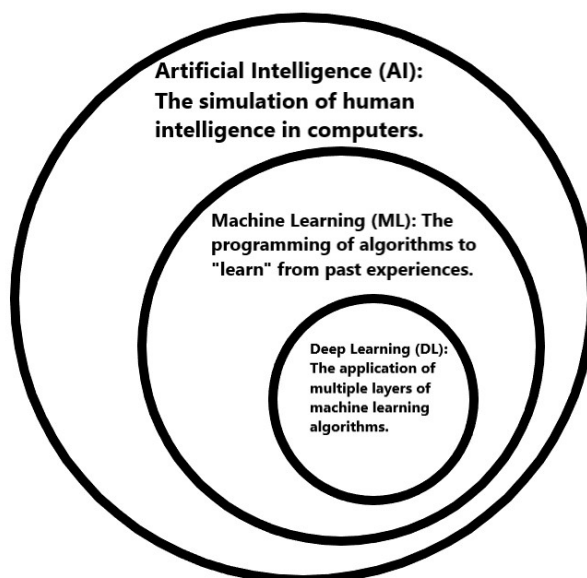 Artificial Intelligence (AI):
The simulation of human
intelligence in computers.
Machine Learning (ML): The
programming of algorithms to
"learn" from past experiences.
Deep Learning (DL):
The application of
multiple layers of
machine learning
algorithms.